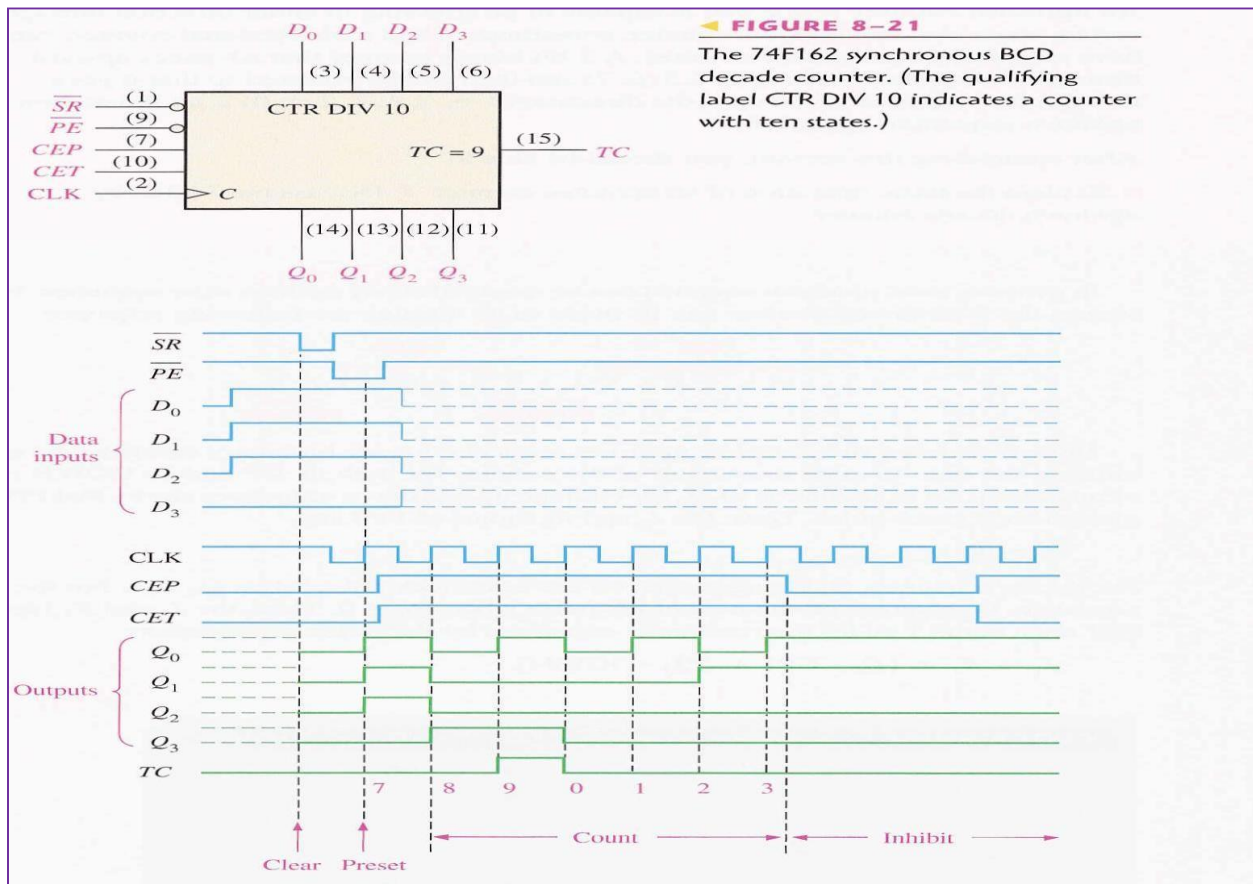 ◄ FIGURE 8–21
The 74F162 synchronous BCD
decade counter. (The qualifying
label CTR DIV 10 indicates a counter
with ten states.)
D0 D1 D2 D3
(3) (4) (5) (6)
SR (1)
PE (9)
CEP (7)
CET (10)
CLK (2)
CTR DIV 10
TC = 9
(15) TC
C
(14) (13) (12) (11)
Q0 Q1 Q2 Q3
SR
PE
Data
inputs
D0
D1
D2
D3
CLK
CEP
CET
Outputs
Q0
Q1
Q2
Q3
TC
7 8 9 0 1 2 3
Count Inhibit
Clear Preset